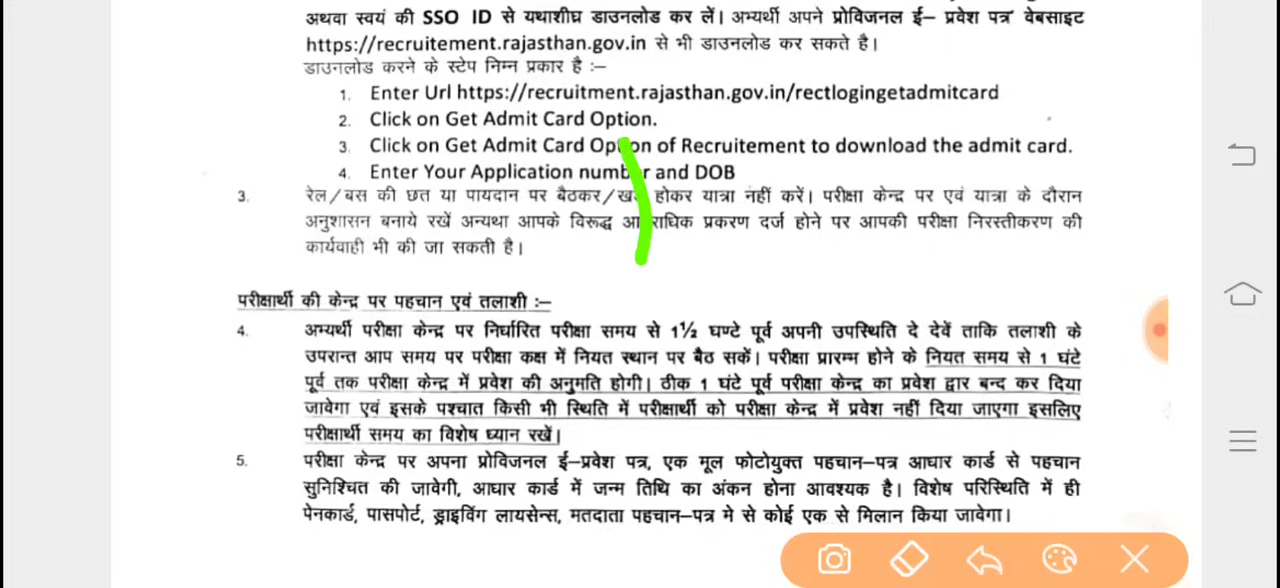 अथवा स्वयं की SSO ID से यथाशीघ्र डाउनलोड कर लें। अभ्यर्थी अपने प्रोविजनल ई– प्रवेश पत्र वेबसाइट
https://recruitement.rajasthan.gov.in से भी डाउनलोड कर सकते है।
डाउनलोड करने के स्टेप निम्न प्रकार है :–
1. Enter Url https://recruitment.rajasthan.gov.in/rectlogingetadmitcard
2. Click on Get Admit Card Option.
3. Click on Get Admit Card Option of Recruitement to download the admit card.
4. Enter Your Application number and DOB
3. रेल/बस की छत या पायदान पर बैठकर/खडे होकर यात्रा नहीं करें। परीक्षा केन्द्र पर एवं यात्रा के दौरान
अनुशासन बनाये रखें अन्यथा आपके विरूद्ध आपराधिक प्रकरण दर्ज होने पर आपकी परीक्षा निरस्तीकरण की
कार्यवाही भी की जा सकती है।
परीक्षार्थी की केन्द्र पर पहचान एवं तलाशी :–
4. अभ्यर्थी परीक्षा केन्द्र पर निर्धारित परीक्षा समय से 1½ घण्टे पूर्व अपनी उपस्थिति दे देवें ताकि तलाशी के
उपरान्त आप समय पर परीक्षा कक्ष में नियत स्थान पर बैठ सकें। परीक्षा प्रारम्भ होने के नियत समय से 1 घंटे
पूर्व तक परीक्षा केन्द्र में प्रवेश की अनुमति होगी। ठीक 1 घंटे पूर्व परीक्षा केन्द्र का प्रवेश द्वार बन्द कर दिया
जावेगा एवं इसके पश्चात किसी भी स्थिति में परीक्षार्थी को परीक्षा केन्द्र में प्रवेश नहीं दिया जाएगा इसलिए
परीक्षार्थी समय का विशेष ध्यान रखें।
5. परीक्षा केन्द्र पर अपना प्रोविजनल ई–प्रवेश पत्र, एक मूल फोटोयुक्त पहचान–पत्र आधार कार्ड से पहचान
सुनिश्चित की जावेगी, आधार कार्ड में जन्म तिथि का अंकन होना आवश्यक है। विशेष परिस्थिति में ही
पेनकार्ड, पासपोर्ट, ड्राइविंग लायसेन्स, मतदाता पहचान–पत्र मे से कोई एक से मिलान किया जावेगा।